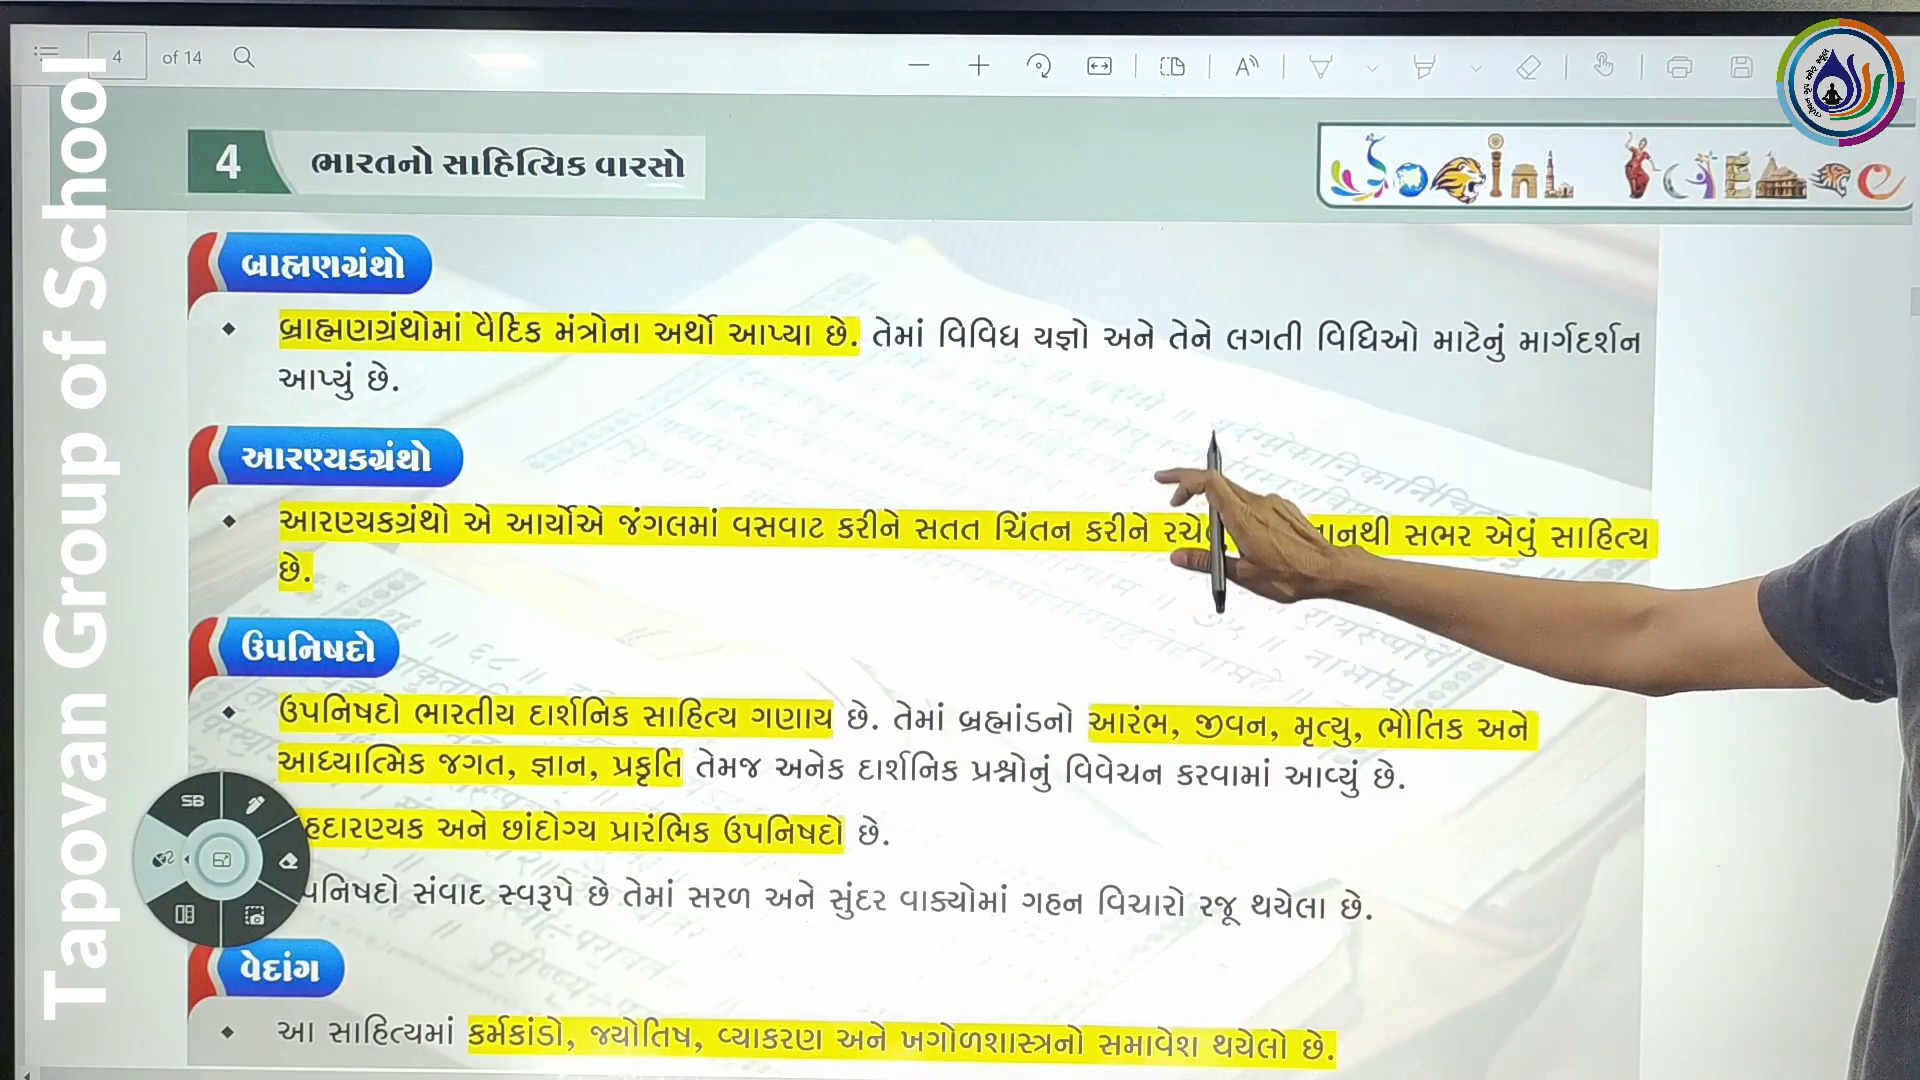 4 of 14
Tapovan Group of School
4 ભારતનો સાહિત્યિક વારસો
બ્રાહ્મણગ્રંથો
બ્રાહ્મણગ્રંથોમાં વૈદિક મંત્રોના અર્થો આપ્યા છે. તેમાં વિવિધ યજ્ઞો અને તેને લગતી વિધિઓ માટેનું માર્ગદર્શન
આપ્યું છે.
આરણ્યકગ્રંથો
આરણ્યકગ્રંથો એ આર્યોએ જંગલમાં વસવાટ કરીને સતત ચિંતન કરીને સભર એવું સાહિત્ય
છે.
ઉપનિષદો
ઉપનિષદો ભારતીય દાર્શનિક સાહિત્ય ગણાય છે. તેમાં બ્રહ્માંડનો આરંભ, જીવન, મૃત્યુ, ભૌતિક અને
આધ્યાત્મિક જગત, જ્ઞાન, પ્રકૃતિ તેમજ અનેક દાર્શનિક પ્રશ્નોનું વિવેચન કરવામાં આવ્યું છે.
હદારણ્યક અને છાંદોગ્ય પ્રારંભિક ઉપનિષદો છે.
પનિષદો સંવાદ સ્વરૂપે છે તેમાં સરળ અને સુંદર વાક્યોમાં ગહન વિચારો રજૂ થયેલા છે.
SB
વેદાંગ
આ સાહિત્યમાં કર્મકાંડો, જ્યોતિષ, વ્યાકરણ અને ખગોળશાસ્ત્રનો સમાવેશ થયેલો છે.